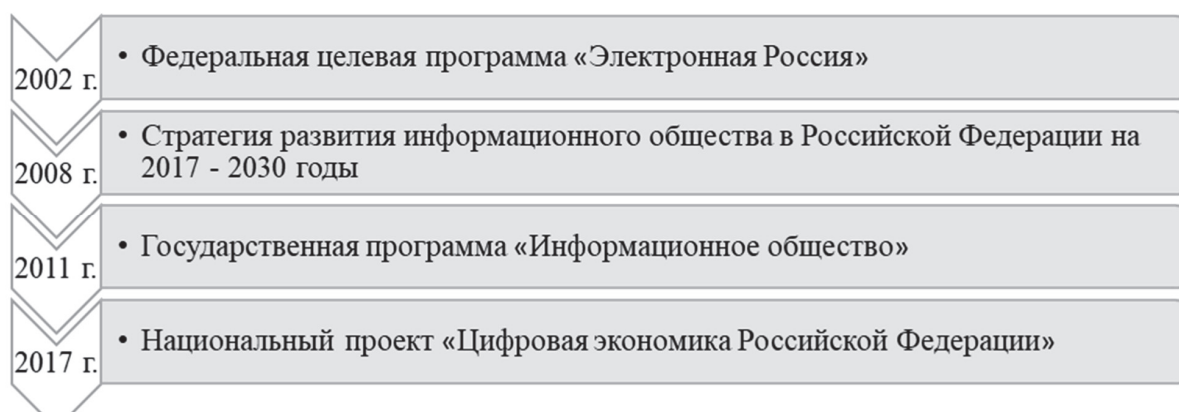 2002 г.
• Федеральная целевая программа «Электронная Россия»
2008 г.
• Стратегия развития информационного общества в Российской Федерации на
2017 - 2030 годы
2011 г.
• Государственная программа «Информационное общество»
2017 г.
• Национальный проект «Цифровая экономика Российской Федерации»